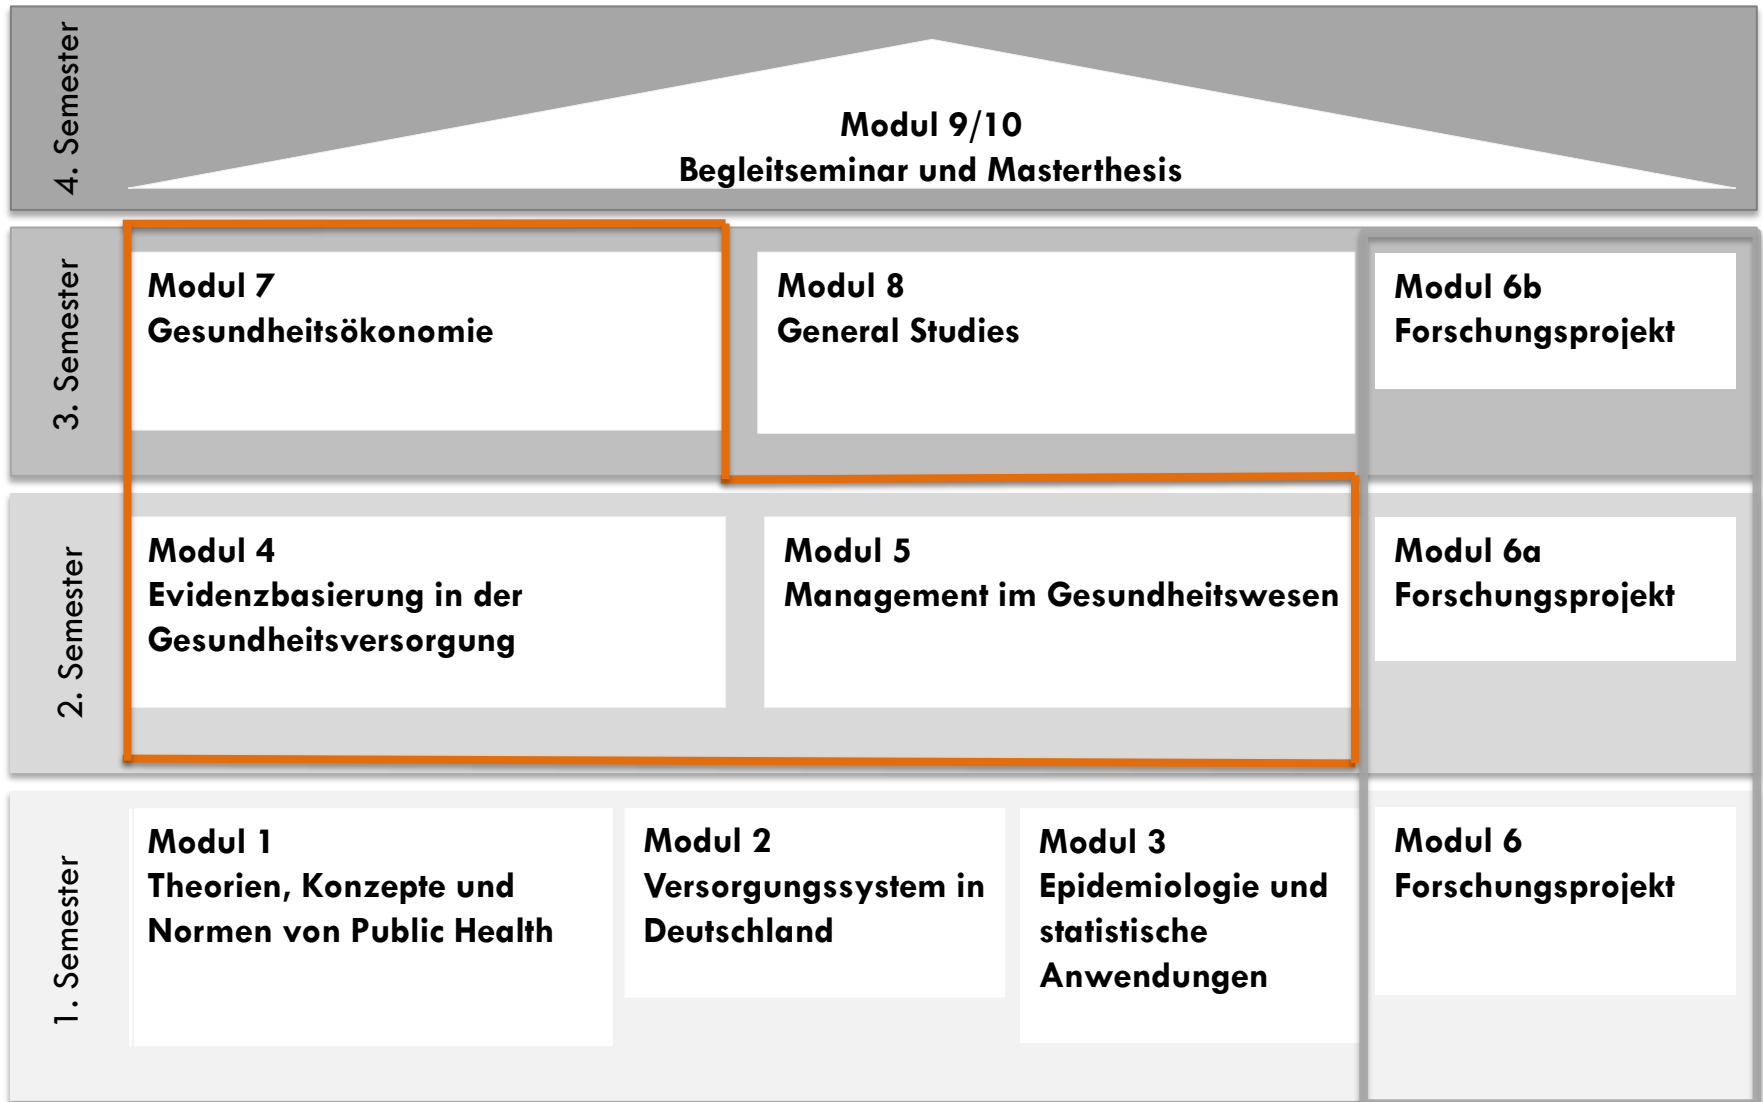 4. Semester
Modul 9/10
Begleitseminar und Masterthesis
3. Semester
Modul 7
Gesundheitsökonomie
Modul 8
General Studies
Modul 6b
Forschungsprojekt
2. Semester
Modul 4
Evidenzbasierung in der
Gesundheitsversorgung
Modul 5
Management im Gesundheitswesen
Modul 6a
Forschungsprojekt
1. Semester
Modul 1
Theorien, Konzepte und
Normen von Public Health
Modul 2
Versorgungssystem in
Deutschland
Modul 3
Epidemiologie und
statistische
Anwendungen
Modul 6
Forschungsprojekt